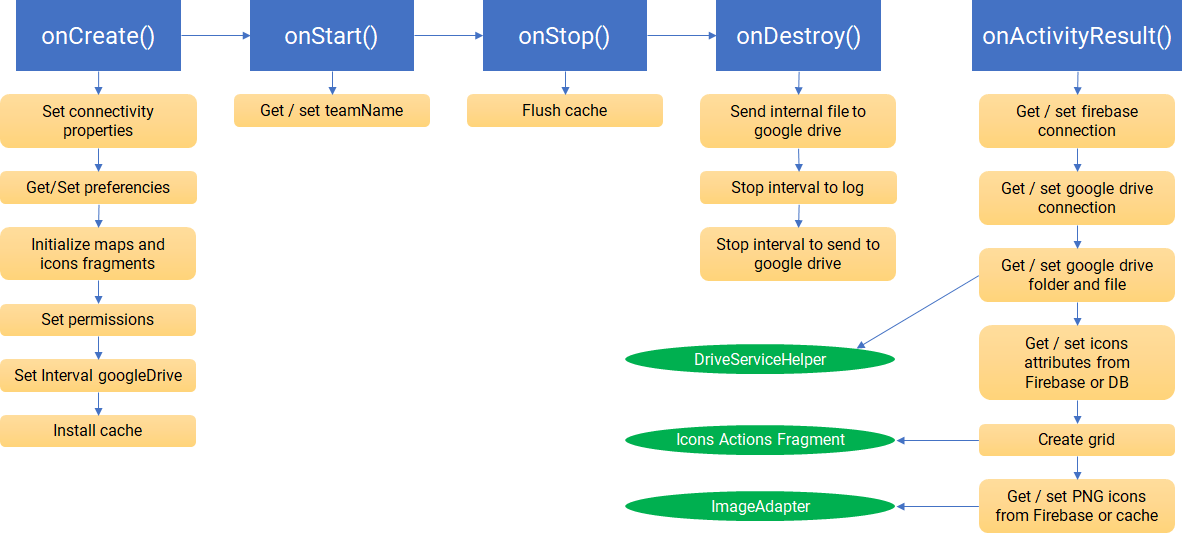 onCreate()
onStart()
onStop()
onDestroy()
onActivityResult()
Set connectivity
properties
Get/Set preferencies
Initialize maps and
icons fragments
Set permissions
Set Interval googleDrive
Install cache
Get / set teamName
Flush cache
Send internal file to
google drive
Stop interval to log
Stop interval to send to
google drive
Get / set firebase
connection
Get / set google drive
connection
Get / set google drive
folder and file
Get / set icons
attributes from
Firebase or DB
Create grid
Get / set PNG icons
from Firebase or cache
DriveServiceHelper
Icons Actions Fragment
ImageAdapter